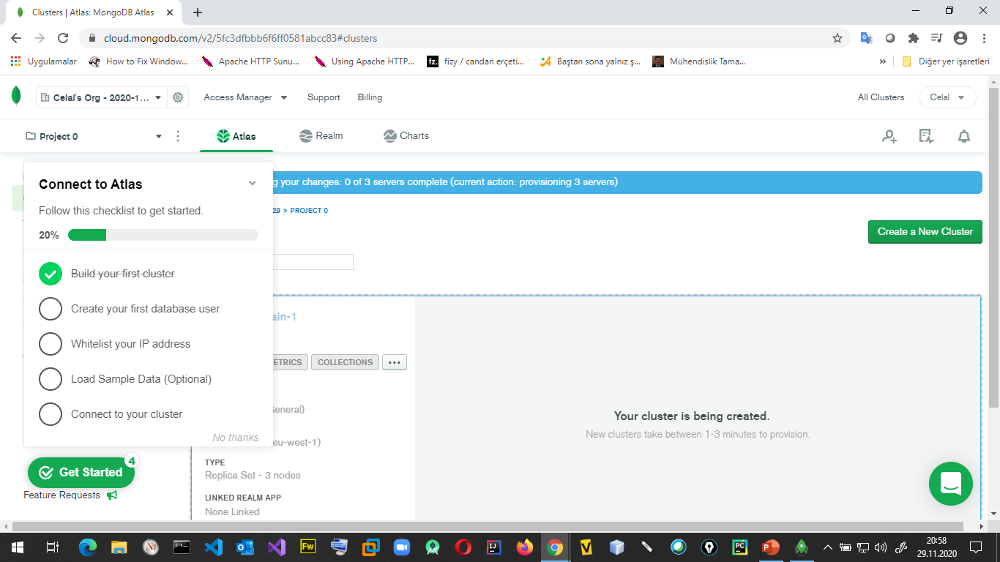 Clusters | Atlas: MongoDB Atlas
cloud.mongodb.com/v2/5fc3dfbbb6f6ff0581abcc83#clusters
Uygulamalar
How to Fix Window...
Apache HTTP Sunu...
Using Apache HTTP...
fz.
fizy / candan erçeti...
Baştan sona yalnız ş...
Mühendislik Tama...
»
Diğer yer işaretleri
Celal's Org - 2020-1...
Access Manager
Support
Billing
All Clusters
Celal
Project 0
Atlas
Realm
Charts
Connect to Atlas
g your changes: 0 of 3 servers complete (current action: provisioning 3 servers)
Follow this checklist to get started.
29 > PROJECT 0
20%
Create a New Cluster
Build your first cluster
Create your first database user
ain-1
Whitelist your IP address
ETRICS
COLLECTIONS
...
Load Sample Data (Optional)
General)
Connect to your cluster
Your cluster is being created.
New clusters take between 1-3 minutes to provision.
No thanks
(eu-west-1)
TYPE
Replica Set - 3 nodes
Get Started
4
Feature Requests
LINKED REALM APP
None Linked
Fw
IJ
V
PC
P
20:58
29.11.2020